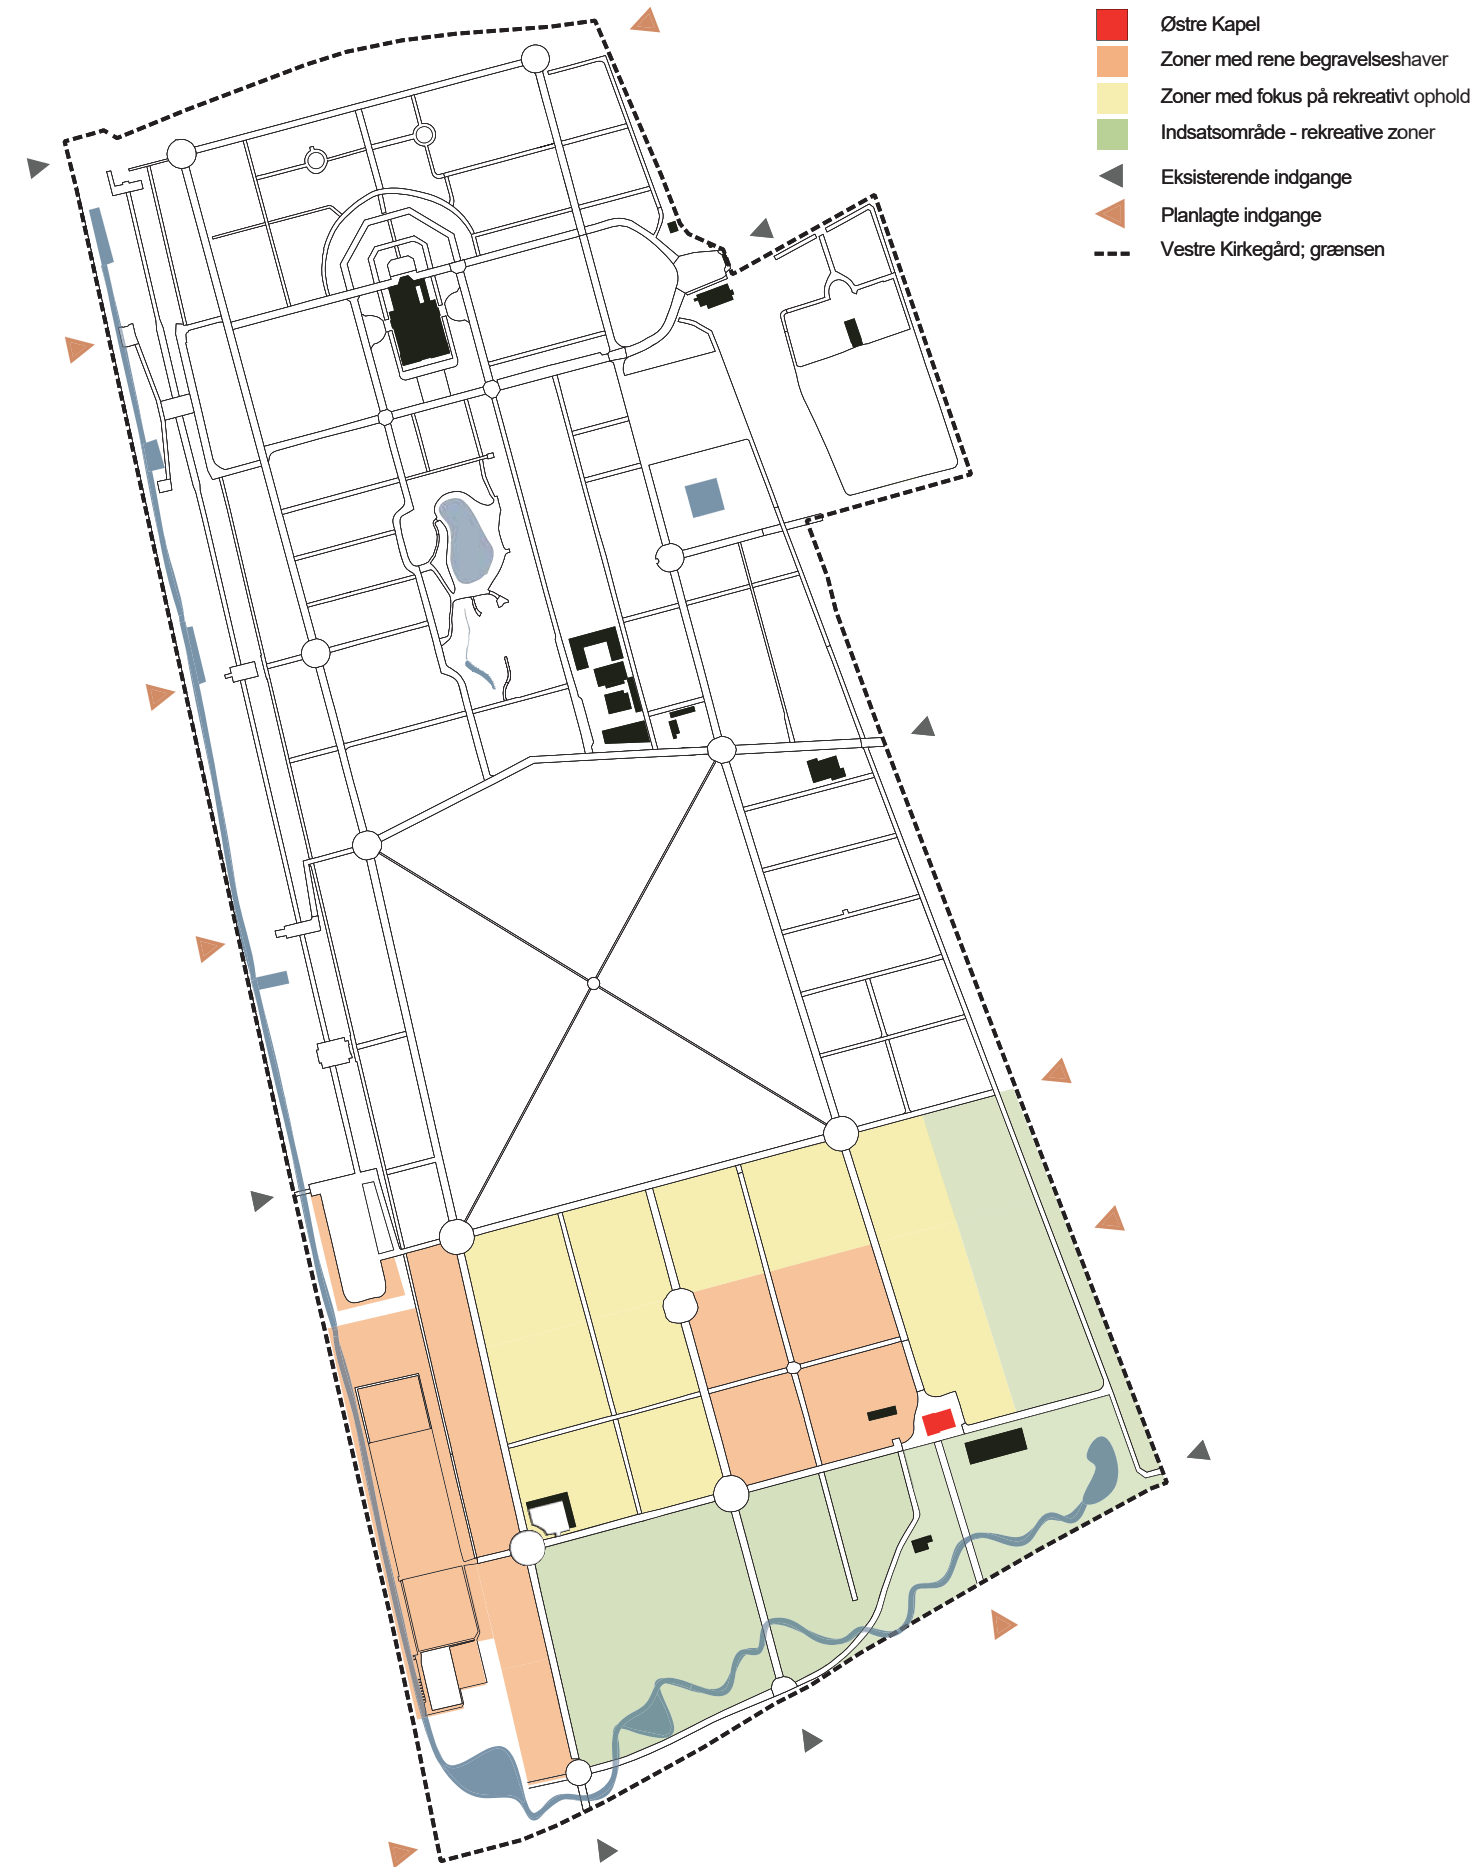 Østre Kapel
Zoner med rene begravelseshaver
Zoner med fokus på rekreativt ophold
Indsatsområde - rekreative zoner
Eksisterende indgange
Planlagte indgange
Vestre Kirkegård; grænsen